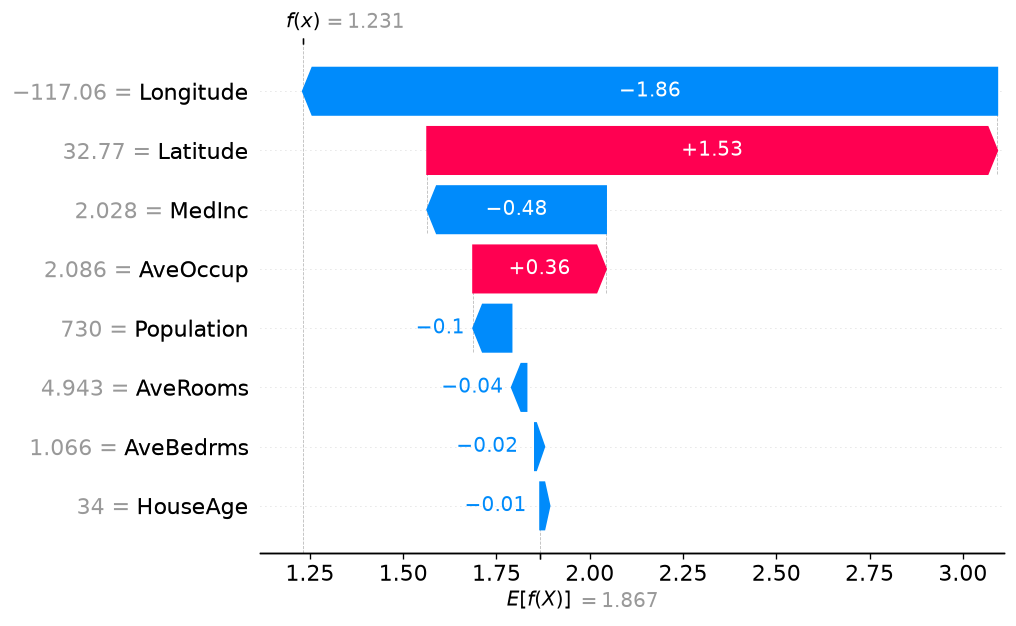 f(x) = 1.231
−117.06 = Longitude
−1.86
32.77 = Latitude
+1.53
2.028 = MedInc
−0.48
2.086 = AveOccup
+0.36
730 = Population
−0.1
4.943 = AveRooms
−0.04
1.066 = AveBedrms
−0.02
34 = HouseAge
−0.01
1.25 1.50 1.75 2.00 2.25 2.50 2.75 3.00
E[f(X)] = 1.867